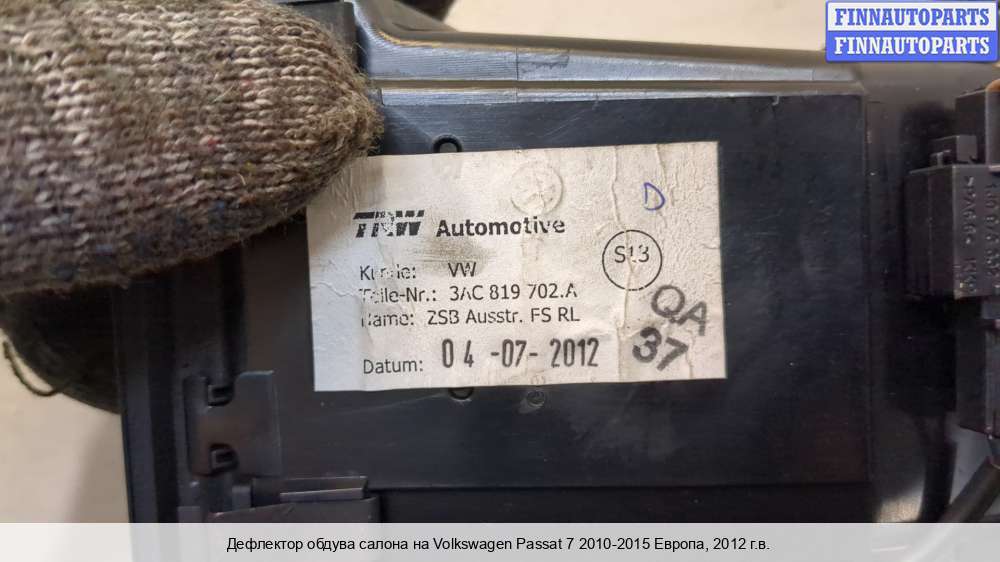 FINNAUTOPARTS
FINNAUTOPARTS
TRW Automotive
D
S13
Kunde: VW
Teile-Nr.: 3AC 819 702.A
Name: ZSB Ausstr. FS RL
Datum: 04-07-2012
QA
37
Дефлектор обдува салона на Volkswagen Passat 7 2010-2015 Европа, 2012 г.в.